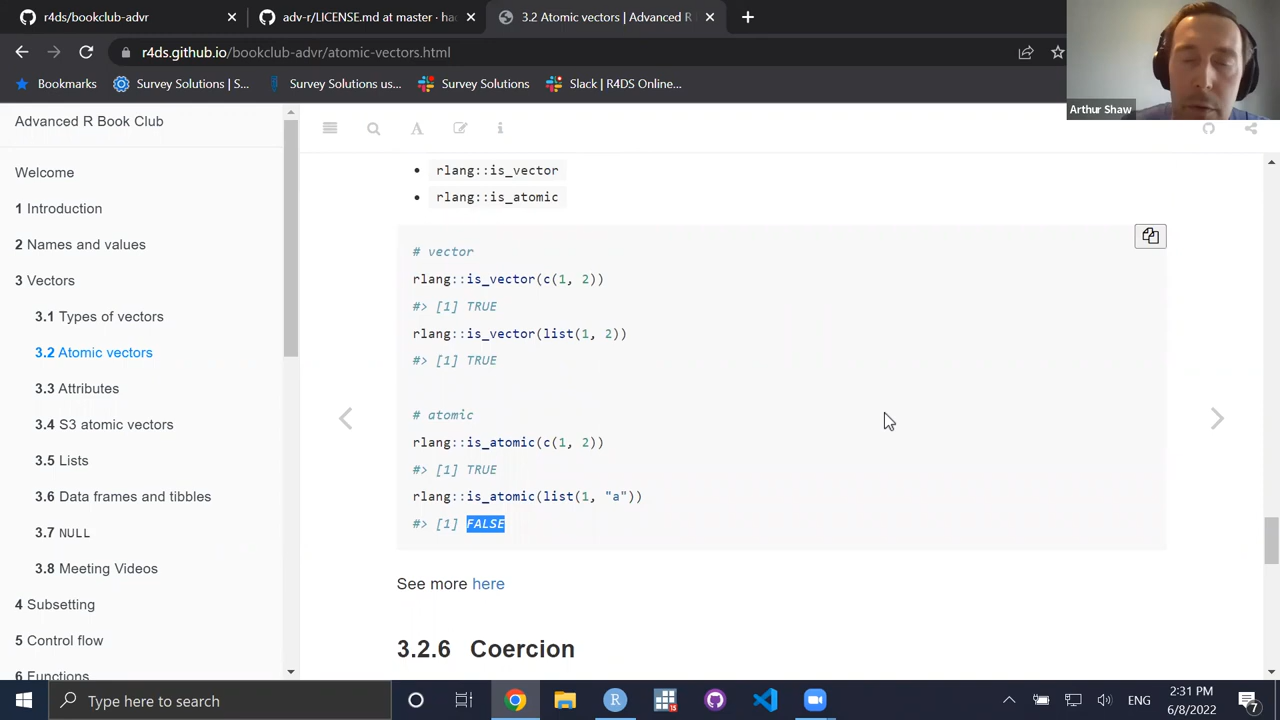 r4ds/bookclub-advr
adv-r/LICENSE.md at master · ha
3.2 Atomic vectors | Advanced R
r4ds.github.io/bookclub-advr/atomic-vectors.html
Bookmarks
Survey Solutions | S...
Survey Solutions us...
Survey Solutions
Slack | R4DS Online...
Arthur Shaw
Advanced R Book Club
Welcome
1 Introduction
2 Names and values
3 Vectors
3.1 Types of vectors
3.2 Atomic vectors
3.3 Attributes
3.4 S3 atomic vectors
3.5 Lists
3.6 Data frames and tibbles
3.7 NULL
3.8 Meeting Videos
4 Subsetting
5 Control flow
6 Functions
rlang::is_vector
rlang::is_atomic
# vector
rlang::is_vector(c(1, 2))
#> [1] TRUE
rlang::is_vector(list(1, 2))
#> [1] TRUE
# atomic
rlang::is_atomic(c(1, 2))
#> [1] TRUE
rlang::is_atomic(list(1, "a"))
#> [1] FALSE
See more here
3.2.6 Coercion
Type here to search
ENG
2:31 PM
6/8/2022
7